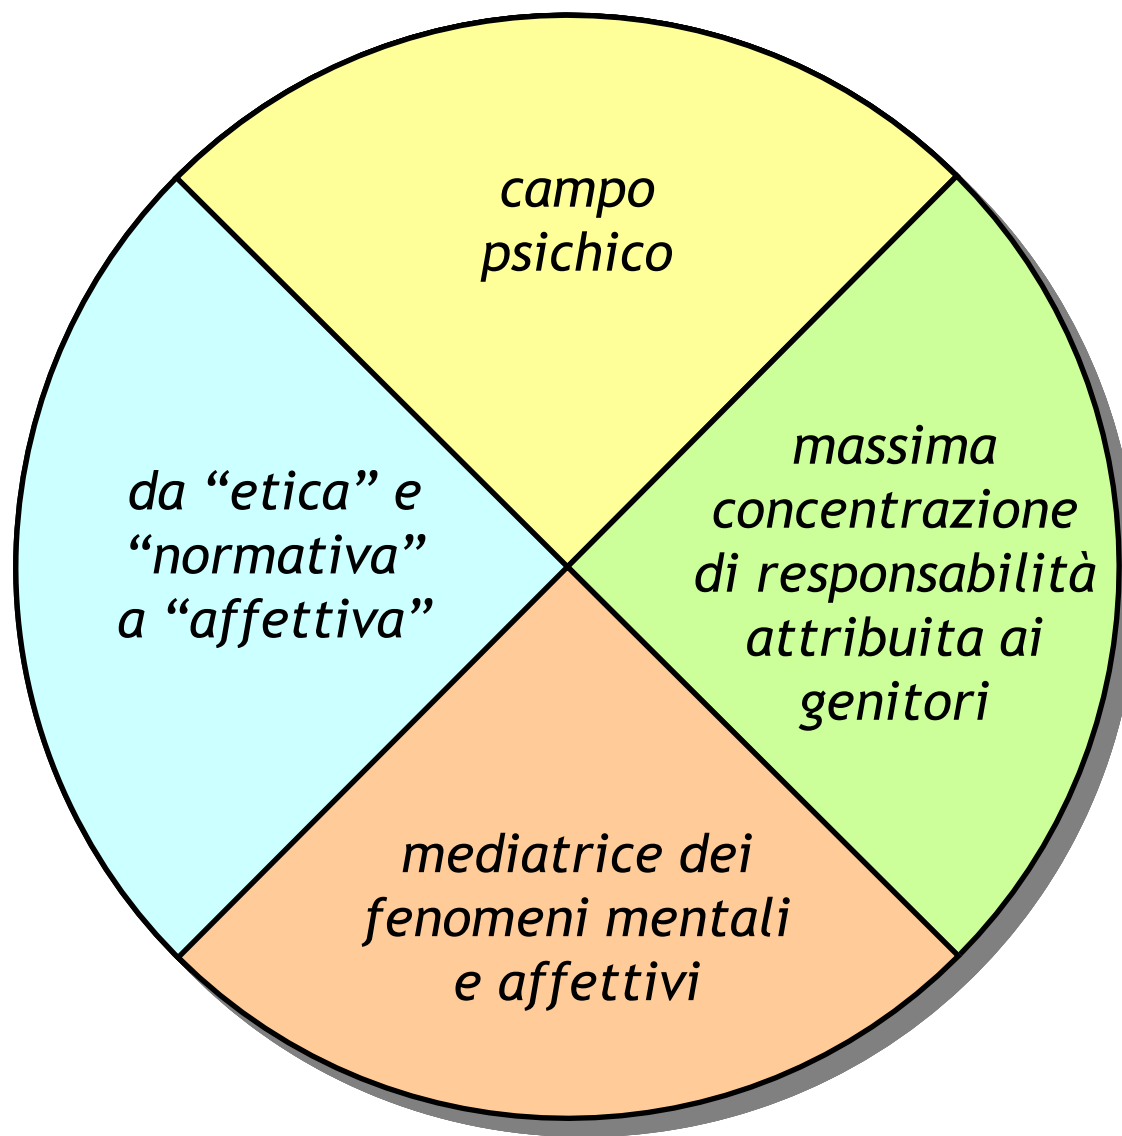 campo
psichico
massima
concentrazione
di responsabilità
attribuita ai
genitori
da “etica” e
“normativa”
a “affettiva”
mediatrice dei
fenomeni mentali
e affettivi